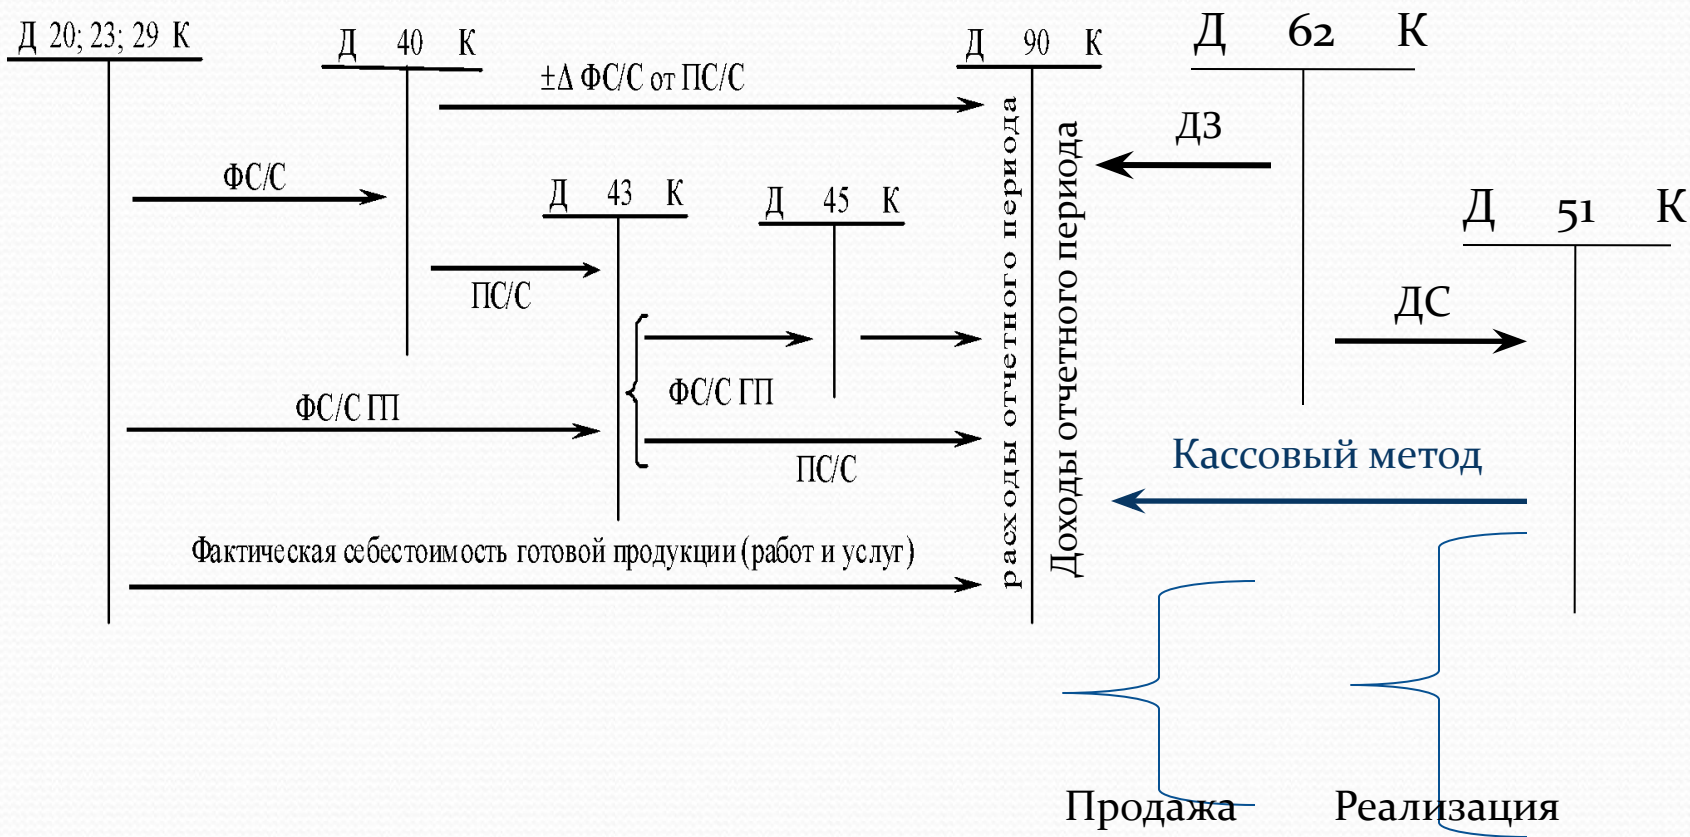 Д 20; 23; 29 К
Д 40 К
Д 90 К
Д 62 К
±Δ ФС/С от ПС/С
ДЗ
ФС/С
Д 43 К
Д 45 К
Д 51 К
ПС/С
ДС
ФС/С ГП
ФС/С ГП
ПС/С
расходы отчетного периода
Доходы отчетного периода
Кассовый метод
Фактическая себестоимость готовой продукции (работ и услуг)
Продажа
Реализация